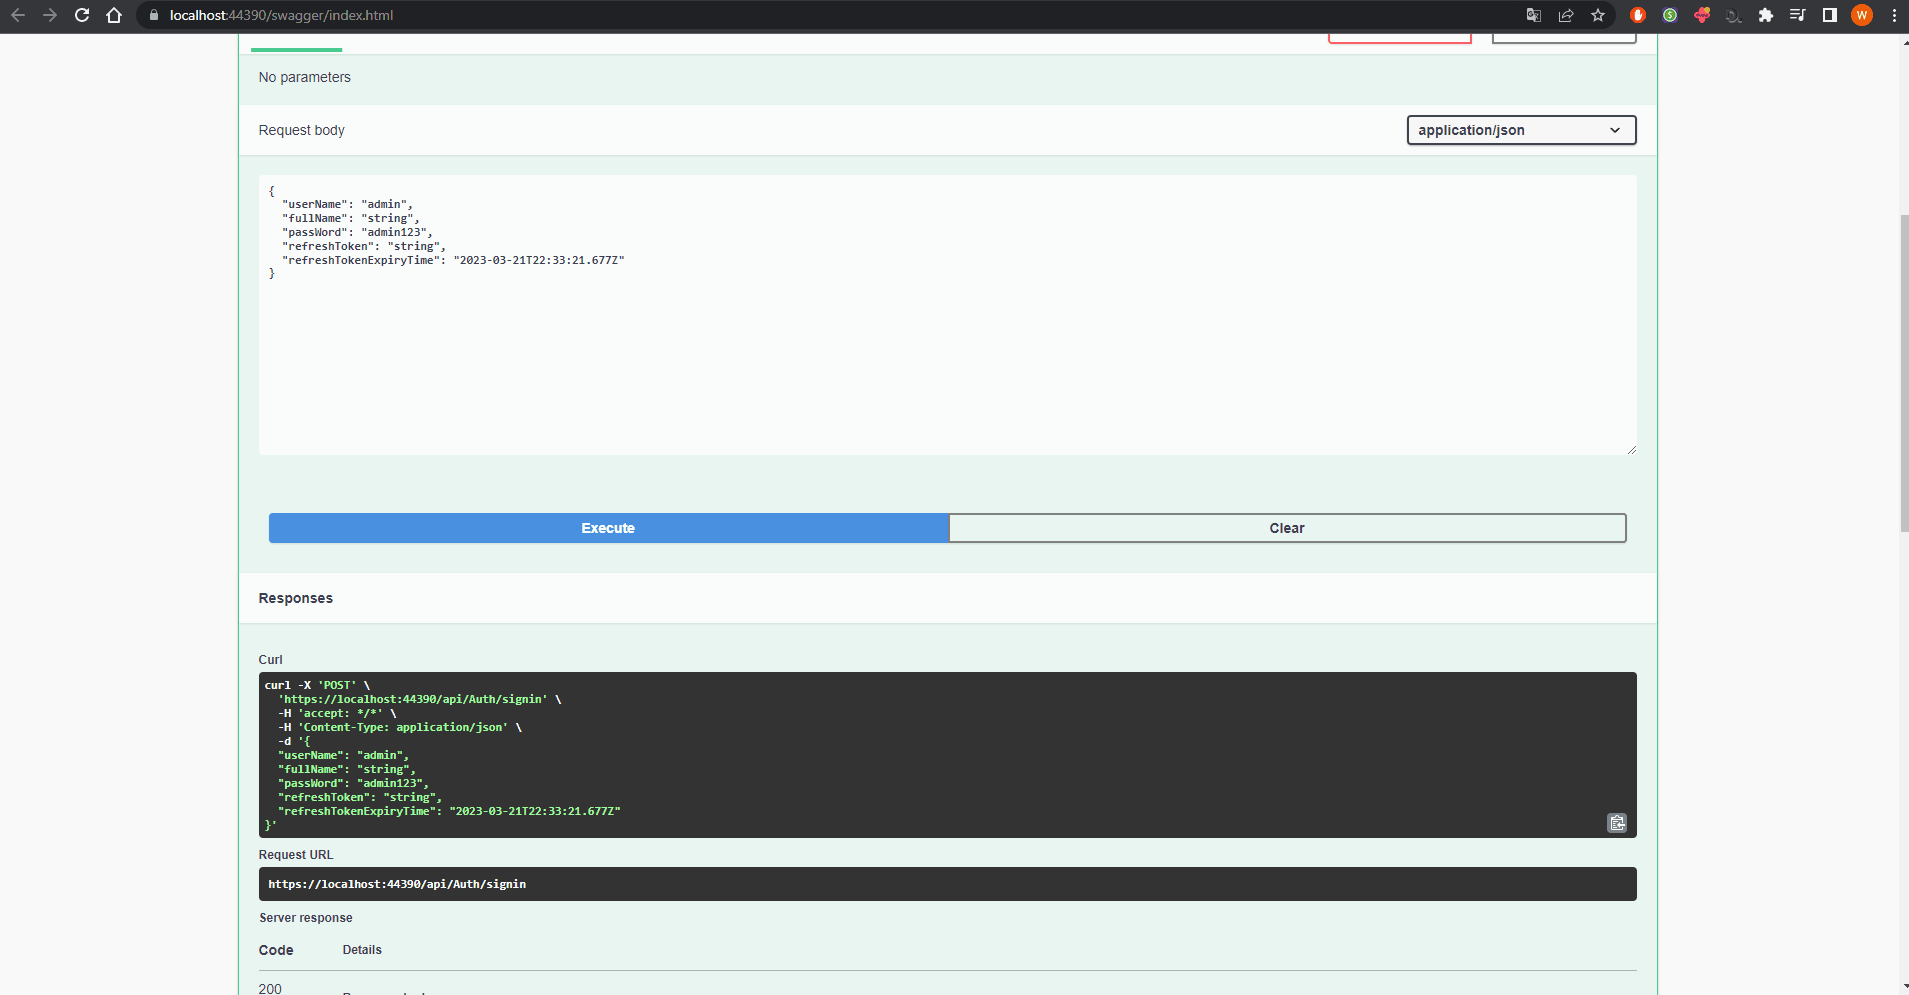 localhost:44390/swagger/index.html
W
No parameters
Request body
application/json
{
  "userName": "admin",
  "fullName": "string",
  "passWord": "admin123",
  "refreshToken": "string",
  "refreshTokenExpiryTime": "2023-03-21T22:33:21.677Z"
}
Execute
Clear
Responses
Curl
curl -X 'POST' \
  'https://localhost:44390/api/Auth/signin' \
  -H 'accept: */*' \
  -H 'Content-Type: application/json' \
  -d '{
  "userName": "admin",
  "fullName": "string",
  "passWord": "admin123",
  "refreshToken": "string",
  "refreshTokenExpiryTime": "2023-03-21T22:33:21.677Z"
}'
Request URL
https://localhost:44390/api/Auth/signin
Server response
Code Details
200